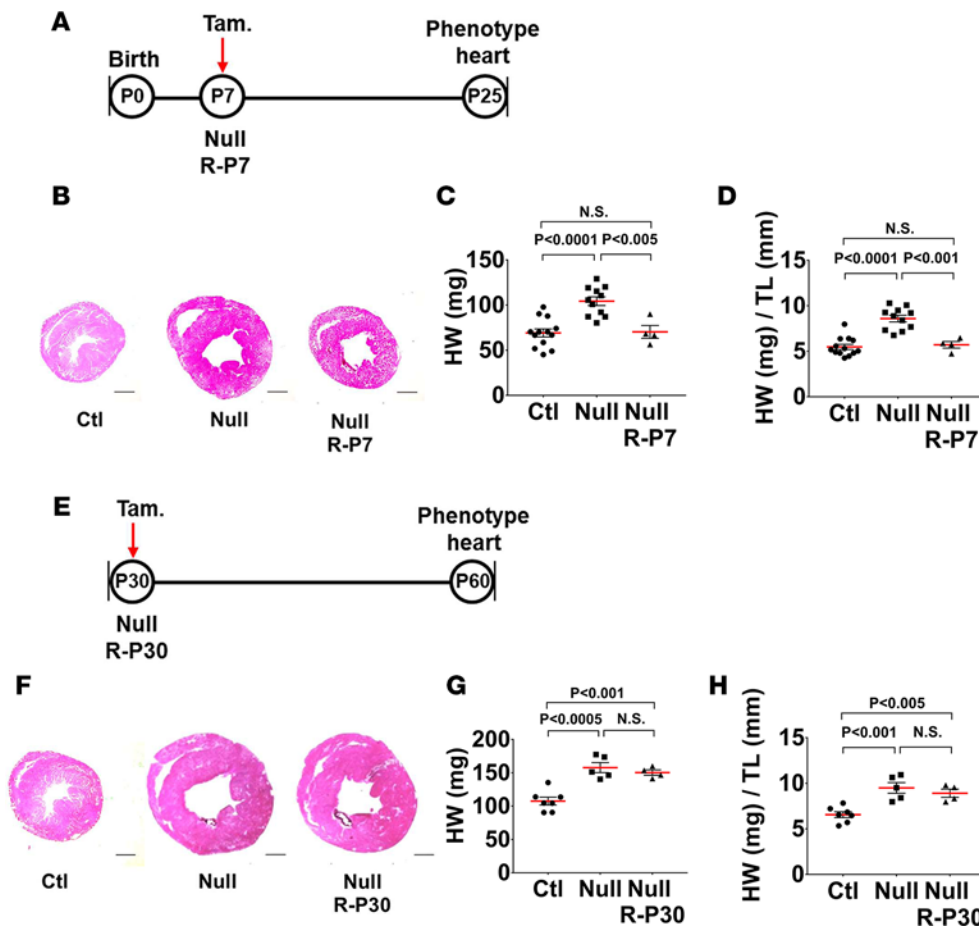 A
Tam.
Birth
Phenotype
heart
P0
P7
P25
Null
R-P7
B
Ctl
Null
Null
R-P7
C
N.S.
P<0.0001
P<0.005
HW (mg)
150
100
50
0
Ctl
Null
Null
R-P7
D
N.S.
P<0.0001
P<0.001
HW (mg) / TL (mm)
15
10
5
0
Ctl
Null
Null
R-P7
E
Tam.
Phenotype
heart
P30
P60
Null
R-P30
F
Ctl
Null
Null
R-P30
G
P<0.001
P<0.0005
N.S.
HW (mg)
200
150
100
50
0
Ctl
Null
Null
R-P30
H
P<0.005
P<0.001
N.S.
HW (mg) / TL (mm)
15
10
5
0
Ctl
Null
Null
R-P30